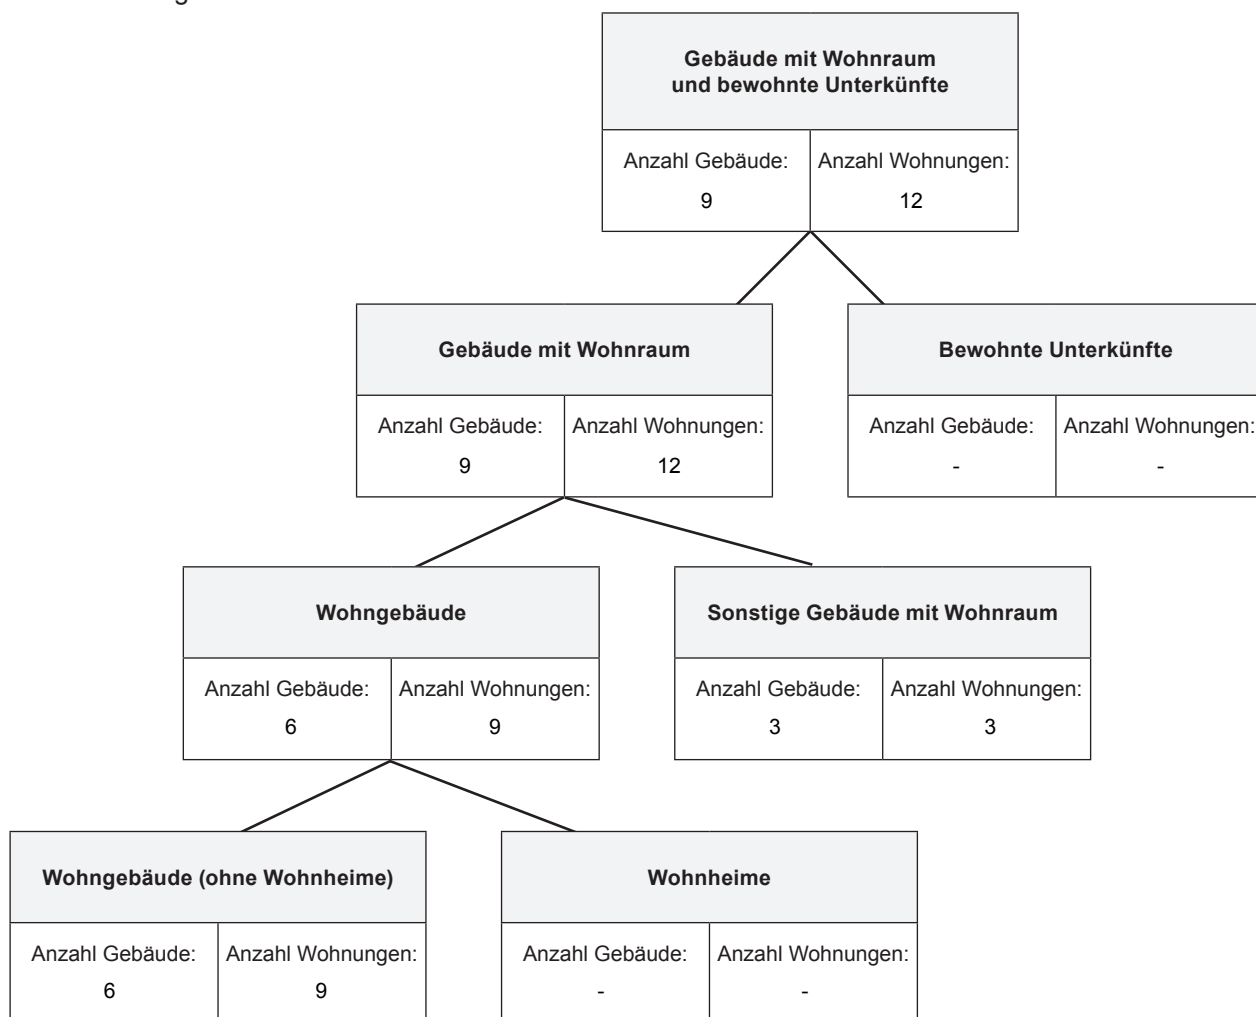 g
Gebäude mit Wohnraum
und bewohnte Unterkünfte
Anzahl Gebäude: Anzahl Wohnungen:
9 12
Gebäude mit Wohnraum
Bewohnte Unterkünfte
Anzahl Gebäude: Anzahl Wohnungen:
9 12
Anzahl Gebäude: Anzahl Wohnungen:
- -
Wohngebäude
Sonstige Gebäude mit Wohnraum
Anzahl Gebäude: Anzahl Wohnungen:
6 9
Anzahl Gebäude: Anzahl Wohnungen:
3 3
Wohngebäude (ohne Wohnheime)
Wohnheime
Anzahl Gebäude: Anzahl Wohnungen:
6 9
Anzahl Gebäude: Anzahl Wohnungen:
- -